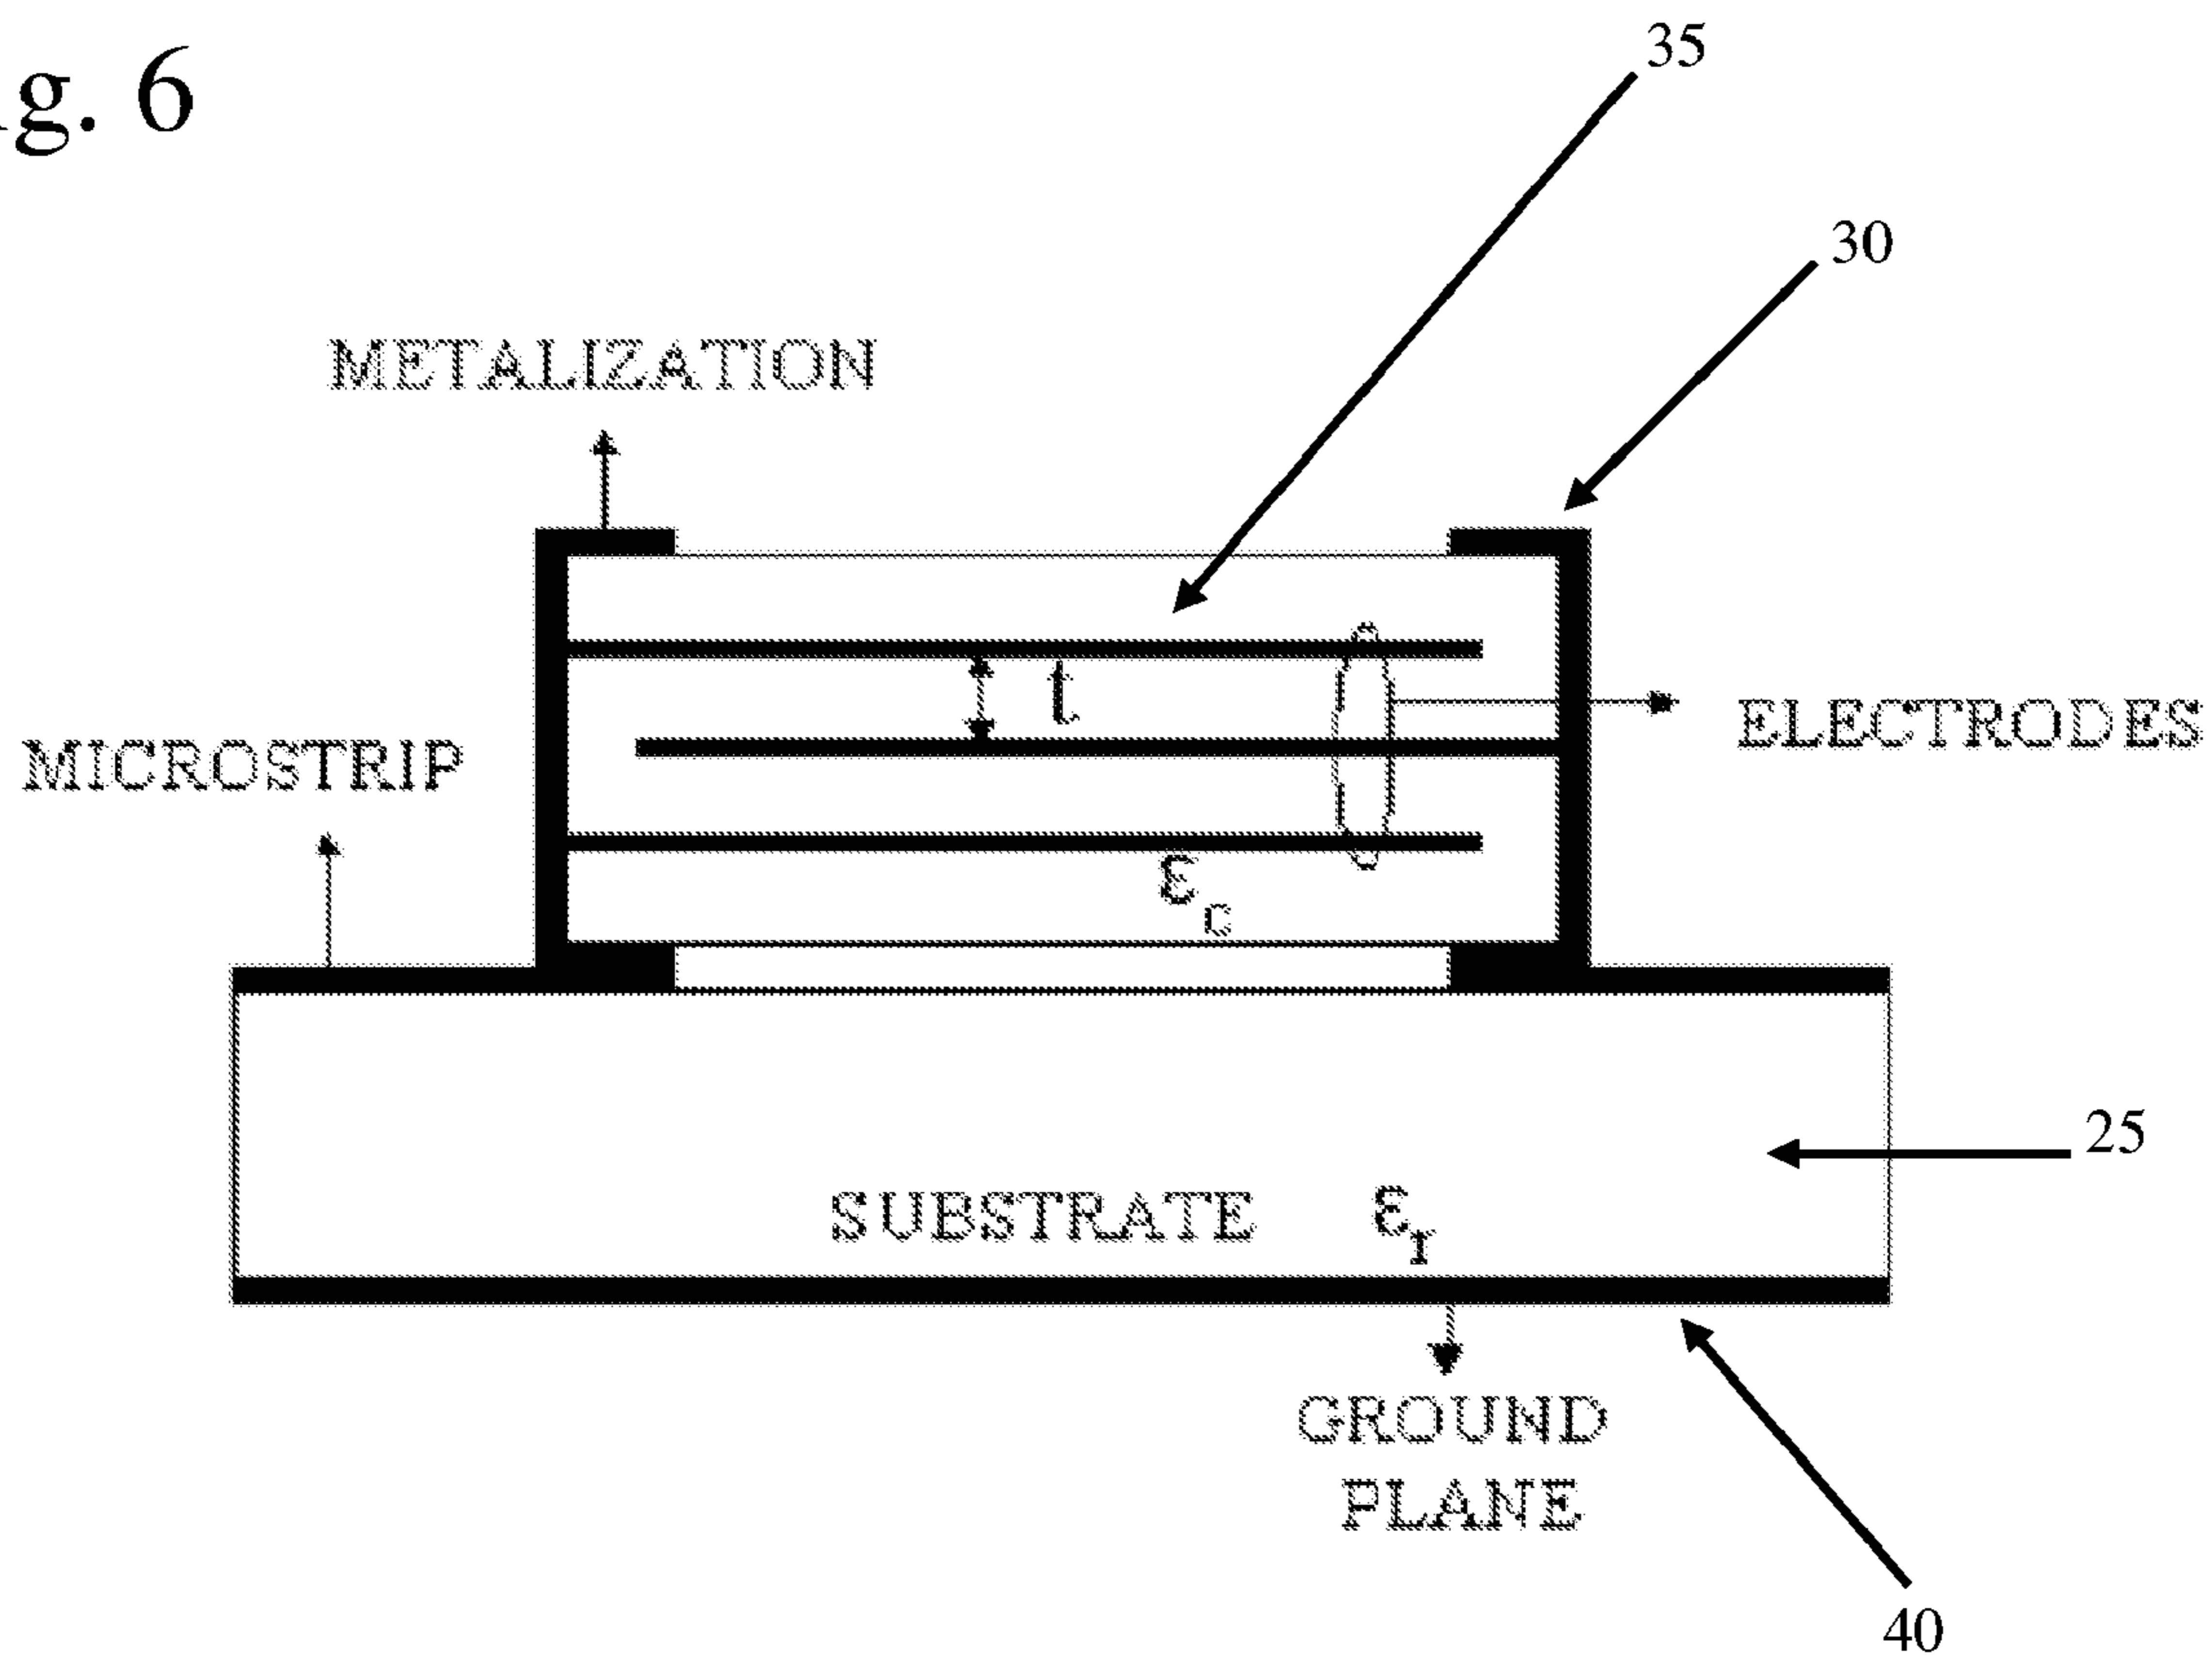 g. 6
35
30
METALIZATION
t
ELECTRODES
MICROSTRIP
εc
25
SUBSTRATE εr
GROUND
PLANE
40